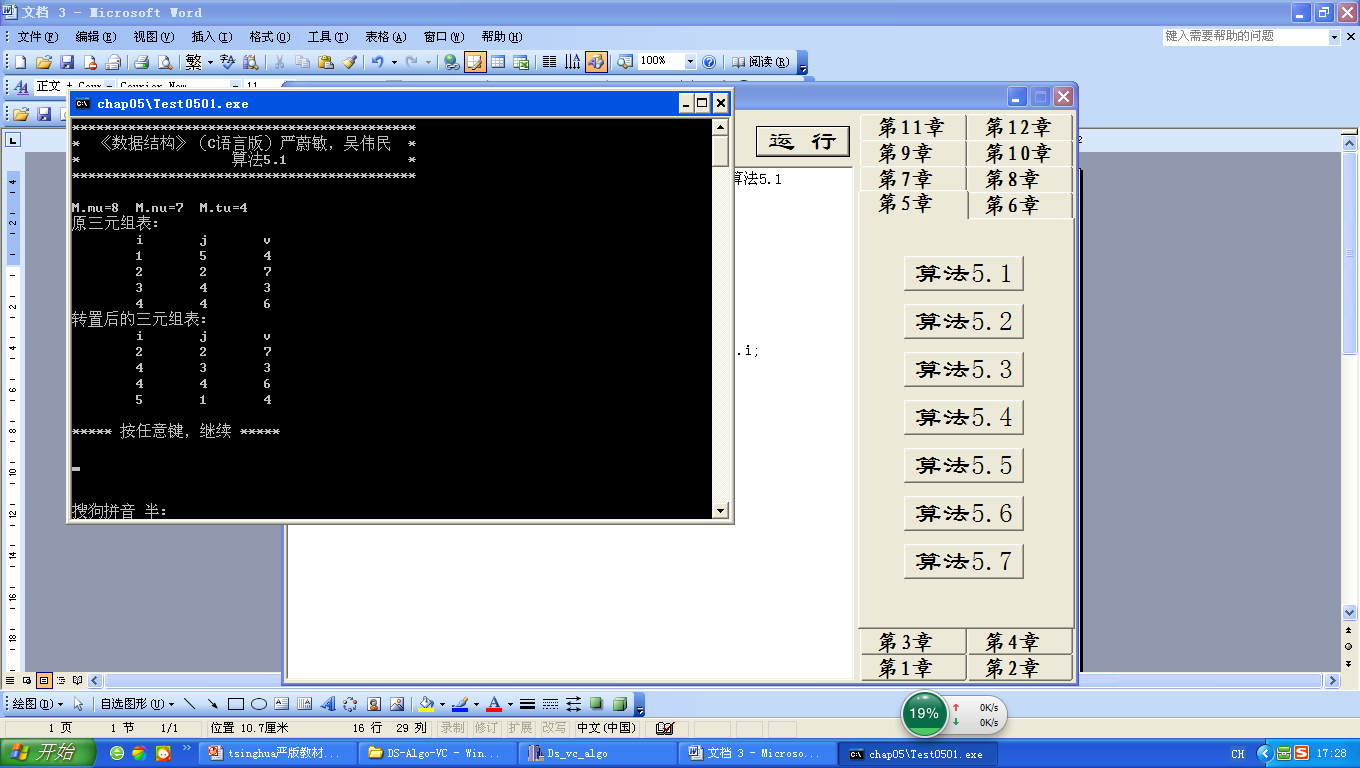 文档 3 - Microsoft Word
文件(F) 编辑(E) 视图(V) 插入(I) 格式(O) 工具(T) 表格(A) 窗口(W) 帮助(H)
键入需要帮助的问题
繁
100%
阅读(R)
正文 + Cour
Courier New
11
chap05\Test0501.exe
*******************************************
* 《数据结构》(C语言版)严蔚敏,吴伟民 *
* 算法5.1 *
*******************************************
M.mu=8 M.nu=7 M.tu=4
原三元组表:
i j v
1 5 4
2 2 7
3 4 3
4 4 6
转置后的三元组表:
i j v
2 2 7
4 3 3
4 4 6
5 1 4
***** 按任意键,继续 *****
搜狗拼音 半:
运 行
算法5.1
.i;
第11章 第12章
第9章 第10章
第7章 第8章
第5章 第6章
算法5.1
算法5.2
算法5.3
算法5.4
算法5.5
算法5.6
算法5.7
第3章 第4章
第1章 第2章
绘图(D) 自选图形(U)
1 页 1 节 1/1 位置 10.7厘米 16 行 29 列 录制 修订 扩展 改写 中文(中国)
19%
0K/s
0K/s
开始
tsinghua严版教材...
DS-Algo-VC - Win...
Ds_vc_algo
文档 3 - Microso...
chap05\Test0501.exe
CH
17:28